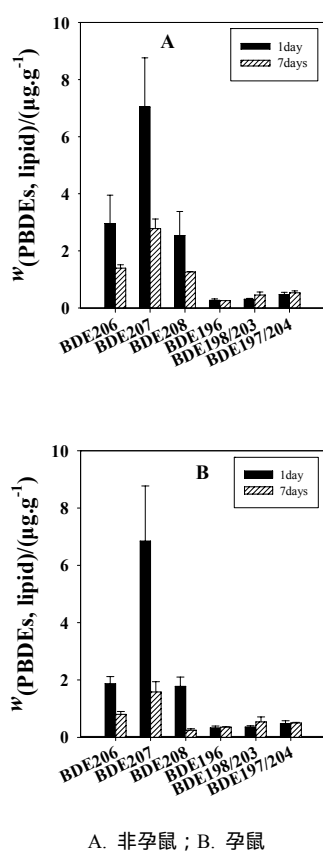 10
8
6
4
2
0
w(PBDEs, lipid)/(μg.g-1)
A
1day
7days
BDE206
BDE207
BDE208
BDE196
BDE198/203
BDE197/204
10
8
6
4
2
0
w(PBDEs, lipid)/(μg.g-1)
B
1day
7days
BDE206
BDE207
BDE208
BDE196
BDE198/203
BDE197/204
A. 非孕鼠；B. 孕鼠